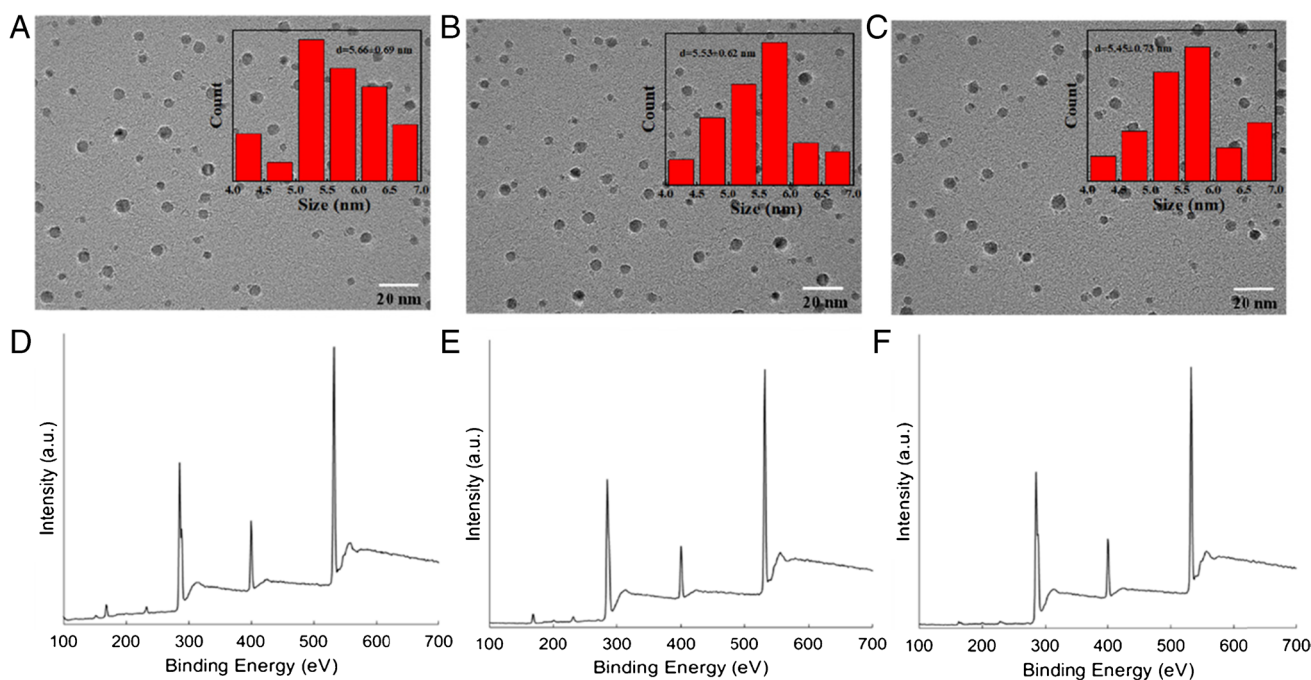 A
d=5.66±0.69 nm
Count
4.0 4.5 5.0 5.5 6.0 6.5 7.0
Size (nm)
20 nm
B
d=5.53±0.62 nm
Count
4.0 4.5 5.0 5.5 6.0 6.5 7.0
Size (nm)
20 nm
C
d=5.45±0.73 nm
Count
4.0 4.5 5.0 5.5 6.0 6.5 7.0
Size (nm)
20 nm
D
Intensity (a.u.)
100 200 300 400 500 600 700
Binding Energy (eV)
E
Intensity (a.u.)
100 200 300 400 500 600 700
Binding Energy (eV)
F
Intensity (a.u.)
100 200 300 400 500 600 700
Binding Energy (eV)